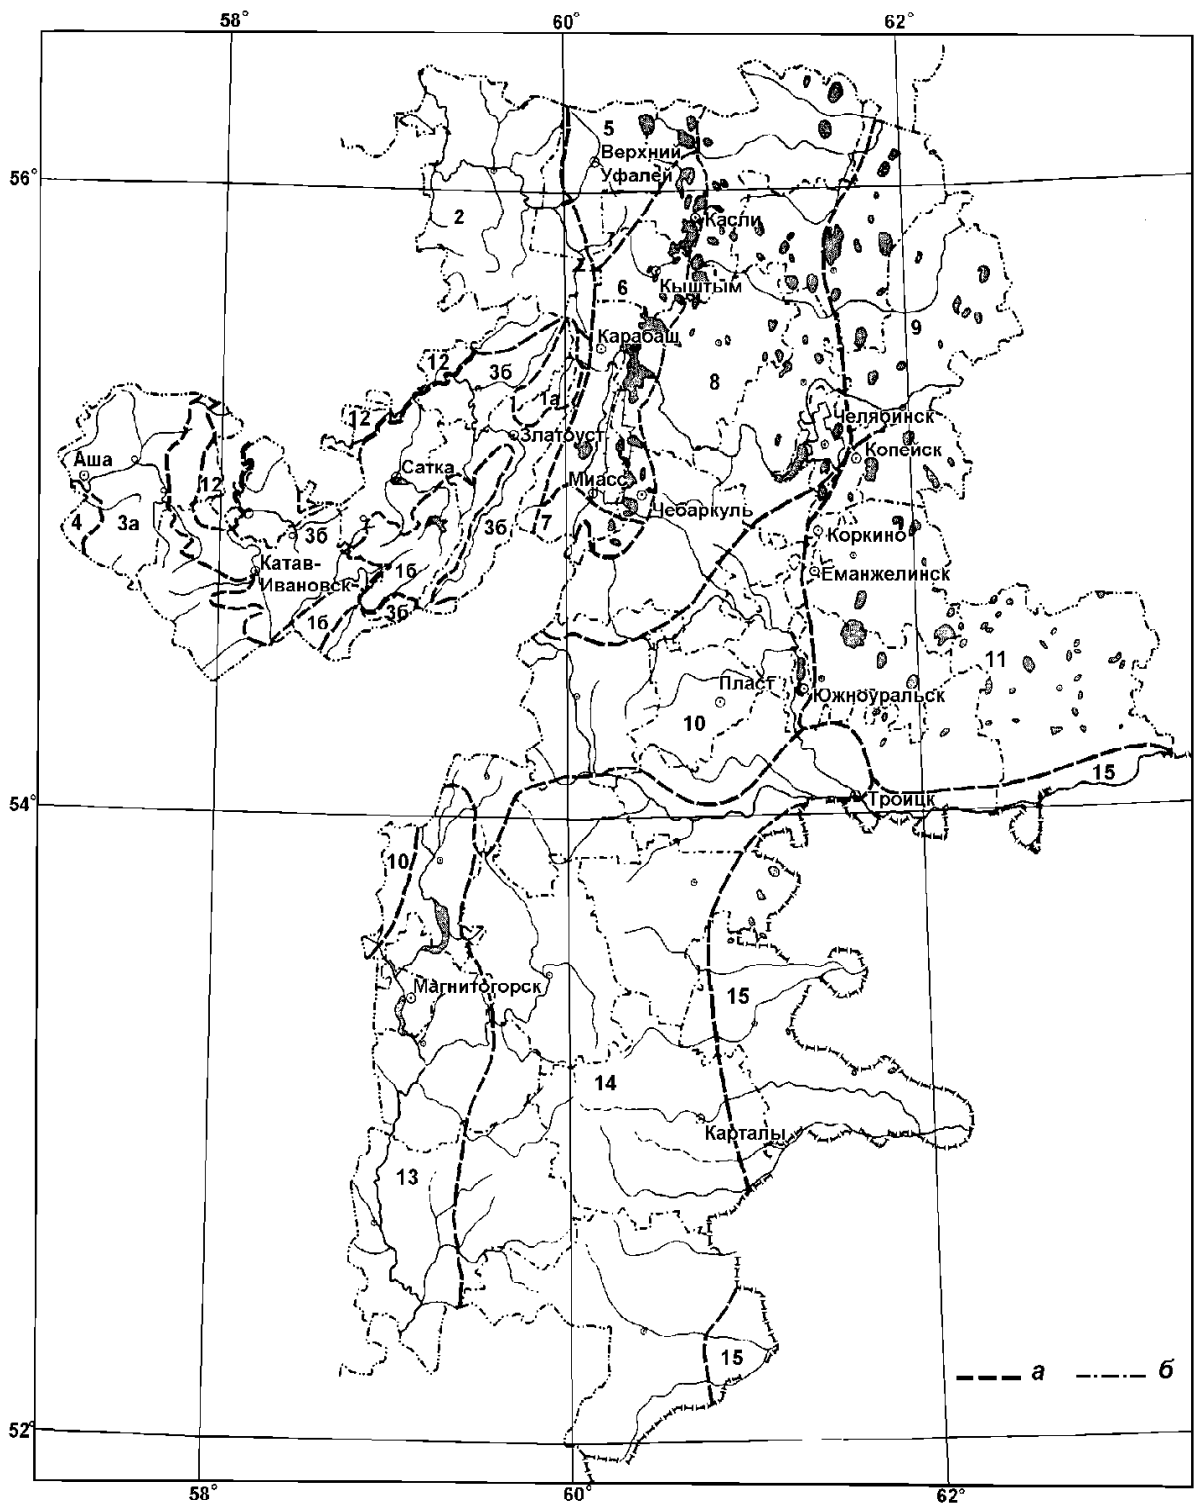 58° 60° 62°
5
Верхний
Уфалей
56°
2
Касли
2
6
Кыштым
9
Карабаш
12
3б
8
1а
12
Челябинск
Златоуст
Копейск
Аша
Сатка
12
Миасс
Чебаркуль
4
3а
3б
3б
7
Коркино
Катав-
Ивановск
1б
Еманжелинск
3б
1б
11
Пласт
Южноуральск
10
15
54°
Троицк
10
Магнитогорск
15
14
Карталы
13
15
а
б
52°
58° 60° 62°